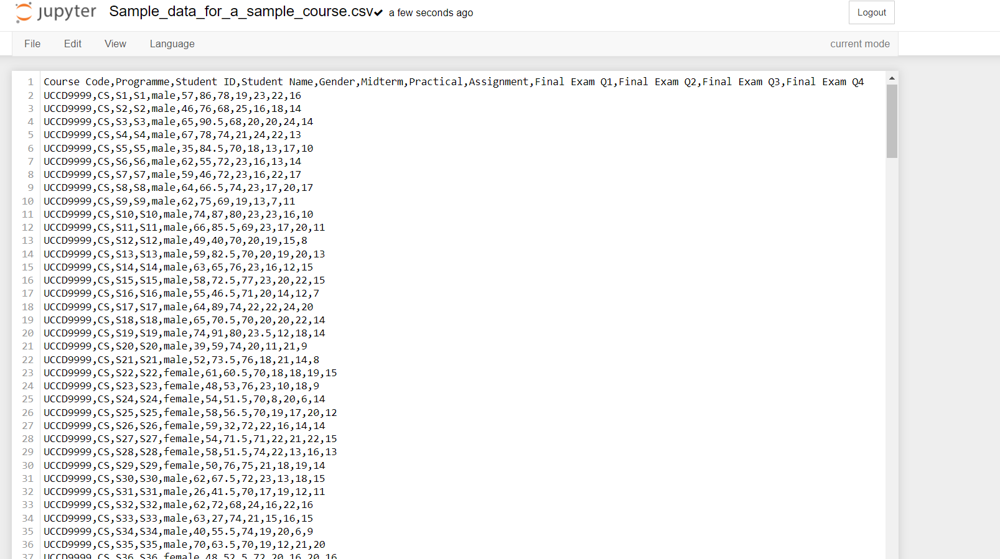 jupyter Sample_data_for_a_sample_course.csv✔ a few seconds ago Logout
File Edit View Language current mode
1 Course Code,Programme,Student ID,Student Name,Gender,Midterm,Practical,Assignment,Final Exam Q1,Final Exam Q2,Final Exam Q3,Final Exam Q4
2 UCCD9999,CS,S1,S1,male,57,86,78,19,23,22,16
3 UCCD9999,CS,S2,S2,male,46,76,68,25,16,18,14
4 UCCD9999,CS,S3,S3,male,65,90.5,68,20,20,24,14
5 UCCD9999,CS,S4,S4,male,67,78,74,21,24,22,13
6 UCCD9999,CS,S5,S5,male,35,84.5,70,18,13,17,10
7 UCCD9999,CS,S6,S6,male,62,55,72,23,16,13,14
8 UCCD9999,CS,S7,S7,male,59,46,72,23,16,22,17
9 UCCD9999,CS,S8,S8,male,64,66.5,74,23,17,20,17
10 UCCD9999,CS,S9,S9,male,62,75,69,19,13,7,11
11 UCCD9999,CS,S10,S10,male,74,87,80,23,23,16,10
12 UCCD9999,CS,S11,S11,male,66,85.5,69,23,17,20,11
13 UCCD9999,CS,S12,S12,male,49,40,70,20,19,15,8
14 UCCD9999,CS,S13,S13,male,59,82.5,70,20,19,20,13
15 UCCD9999,CS,S14,S14,male,63,65,76,23,16,12,15
16 UCCD9999,CS,S15,S15,male,58,72.5,77,23,20,22,15
17 UCCD9999,CS,S16,S16,male,55,46.5,71,20,14,12,7
18 UCCD9999,CS,S17,S17,male,64,89,74,22,22,24,20
19 UCCD9999,CS,S18,S18,male,65,70.5,70,20,20,22,14
20 UCCD9999,CS,S19,S19,male,74,91,80,23.5,12,18,14
21 UCCD9999,CS,S20,S20,male,39,59,74,20,11,21,9
22 UCCD9999,CS,S21,S21,male,52,73.5,76,18,21,14,8
23 UCCD9999,CS,S22,S22,female,61,60.5,70,18,18,19,15
24 UCCD9999,CS,S23,S23,female,48,53,76,23,10,18,9
25 UCCD9999,CS,S24,S24,female,54,51.5,70,8,20,6,14
26 UCCD9999,CS,S25,S25,female,58,56.5,70,19,17,20,12
27 UCCD9999,CS,S26,S26,female,59,32,72,22,16,14,14
28 UCCD9999,CS,S27,S27,female,54,71.5,71,22,21,22,15
29 UCCD9999,CS,S28,S28,female,58,51.5,74,22,13,16,13
30 UCCD9999,CS,S29,S29,female,50,76,75,21,18,19,14
31 UCCD9999,CS,S30,S30,male,62,67.5,72,23,13,18,15
32 UCCD9999,CS,S31,S31,male,26,41.5,70,17,19,12,11
33 UCCD9999,CS,S32,S32,male,62,72,68,24,16,22,16
34 UCCD9999,CS,S33,S33,male,63,27,74,21,15,16,15
35 UCCD9999,CS,S34,S34,male,40,55.5,74,19,20,6,9
36 UCCD9999,CS,S35,S35,male,70,63.5,70,19,12,21,20
37 UCCD9999,CS,S36,S36,female,48,52.5,72,20,16,20,16